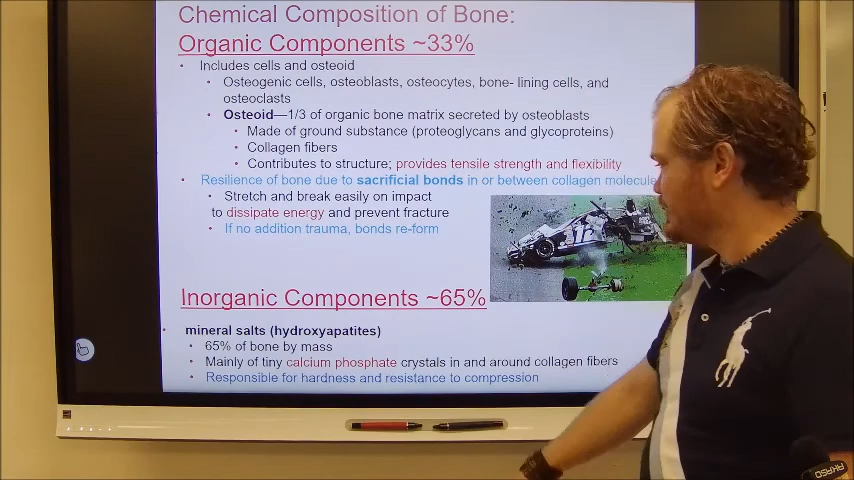 Chemical Composition of Bone:
Organic Components ~33%
• Includes cells and osteoid
• Osteogenic cells, osteoblasts, osteocytes, bone- lining cells, and
osteoclasts
• Osteoid—1/3 of organic bone matrix secreted by osteoblasts
• Made of ground substance (proteoglycans and glycoproteins)
• Collagen fibers
• Contributes to structure; provides tensile strength and flexibility
• Resilience of bone due to sacrificial bonds in or between collagen molecule
• Stretch and break easily on impact
to dissipate energy and prevent fracture
• If no addition trauma, bonds re-form
12
Inorganic Components ~65%
• mineral salts (hydroxyapatites)
• 65% of bone by mass
• Mainly of tiny calcium phosphate crystals in and around collagen fibers
• Responsible for hardness and resistance to compression
AKASO